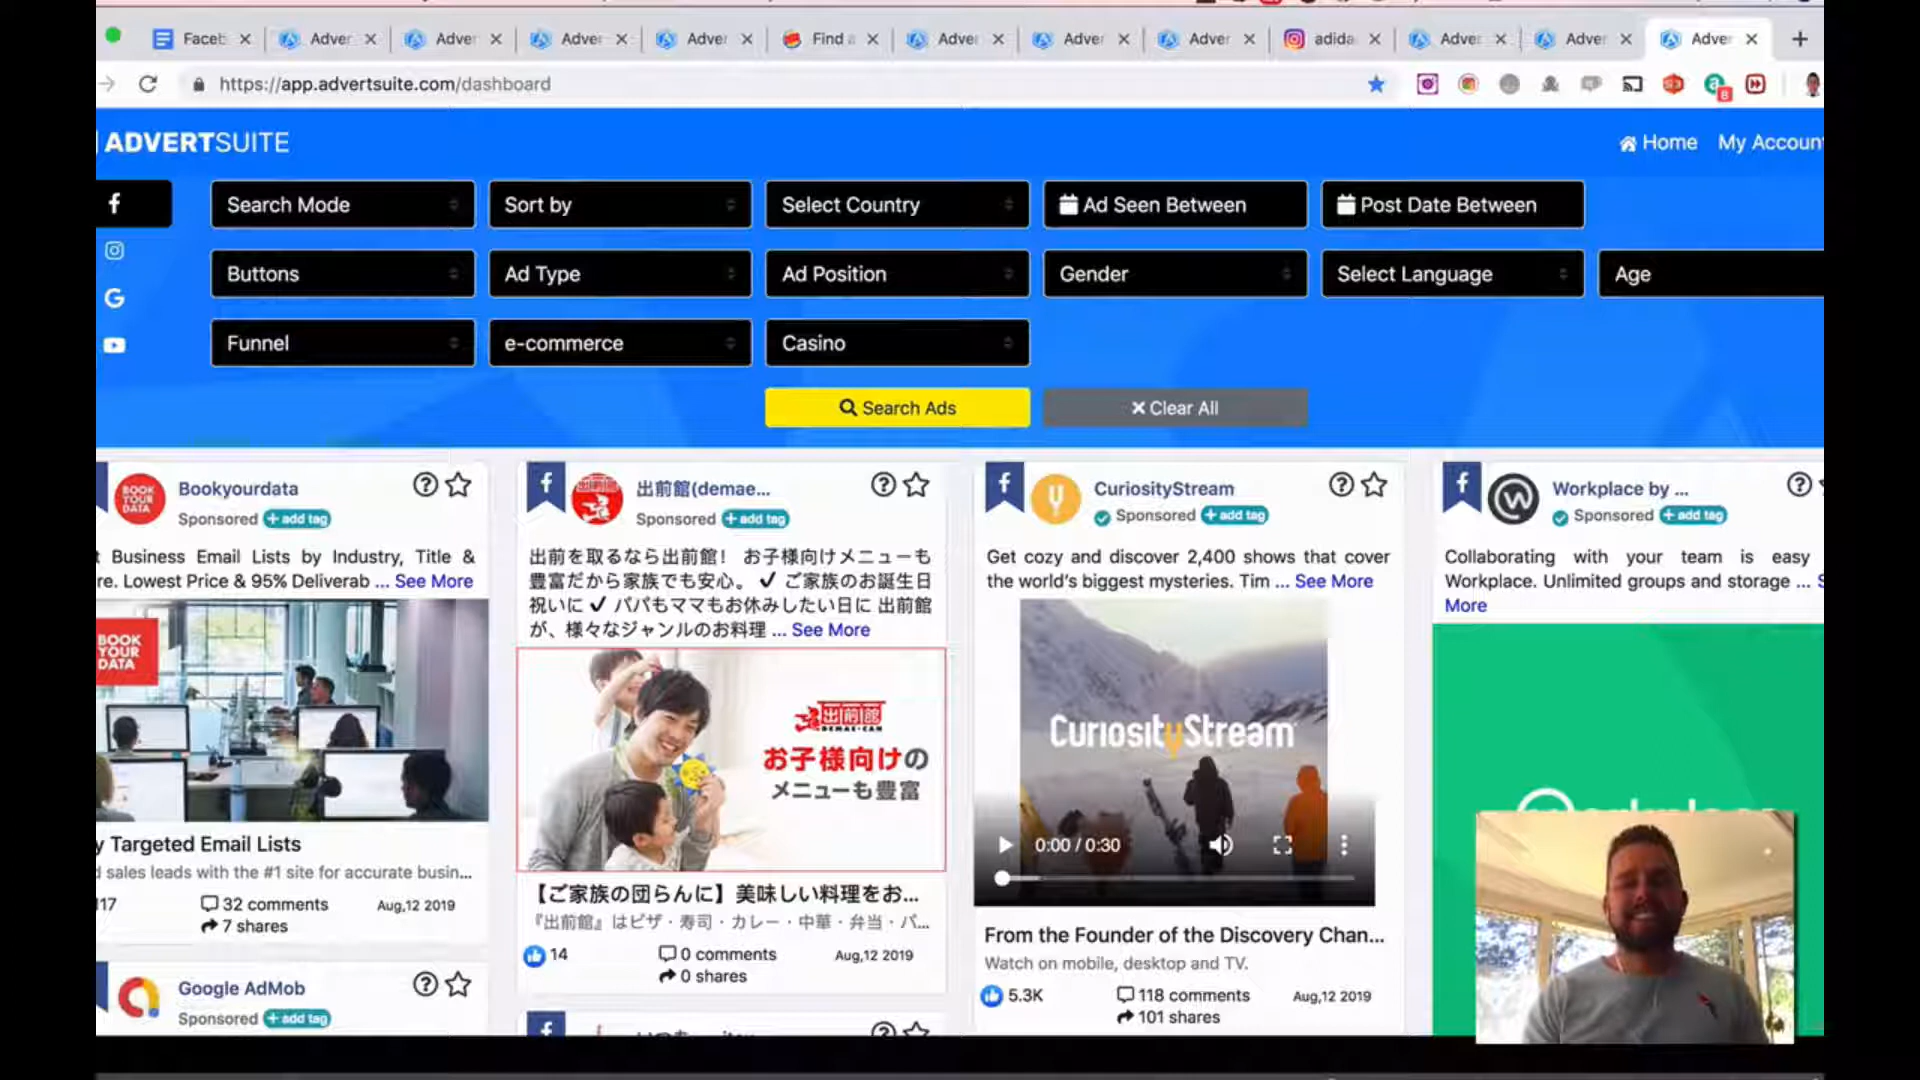 Faceb
Adver
Adver
Adver
Adver
Find a
Adver
Adver
Adver
adida
Adver
Adver
Adver
https://app.advertsuite.com/dashboard
8
ADVERTSUITE
Home
My Accoun
Search Mode
Sort by
Select Country
Ad Seen Between
Post Date Between
Buttons
Ad Type
Ad Position
Gender
Select Language
Age
Funnel
e-commerce
Casino
Search Ads
Clear All
BOOK
YOUR
DATA
Bookyourdata
Sponsored + add tag
t Business Email Lists by Industry, Title &
re. Lowest Price & 95% Deliverab ... See More
BOOK
YOUR
DATA
y Targeted Email Lists
d sales leads with the #1 site for accurate busin...
117
32 comments
Aug,12 2019
7 shares
Google AdMob
Sponsored + add tag
出前館
出前館(demae...
Sponsored + add tag
出前を取るなら出前館！ お子様向けメニューも
豊富だから家族でも安心。 ✔ ご家族のお誕生日
祝いに ✔ パパもママもお休みしたい日に 出前館
が、様々なジャンルのお料理 ... See More
出前館
DEMAE-CAN
お子様向けの
メニューも豊富
【ご家族の団らんに】美味しい料理をお...
『出前館』はピザ・寿司・カレー・中華・弁当・パ...
14
0 comments
Aug,12 2019
0 shares
CuriosityStream
Sponsored + add tag
Get cozy and discover 2,400 shows that cover
the world's biggest mysteries. Tim ... See More
CuriosityStream
0:00 / 0:30
From the Founder of the Discovery Chan...
Watch on mobile, desktop and TV.
5.3K
118 comments
Aug,12 2019
101 shares
Workplace by ...
Sponsored + add tag
Collaborating with your team is easy
Workplace. Unlimited groups and storage ... S
More